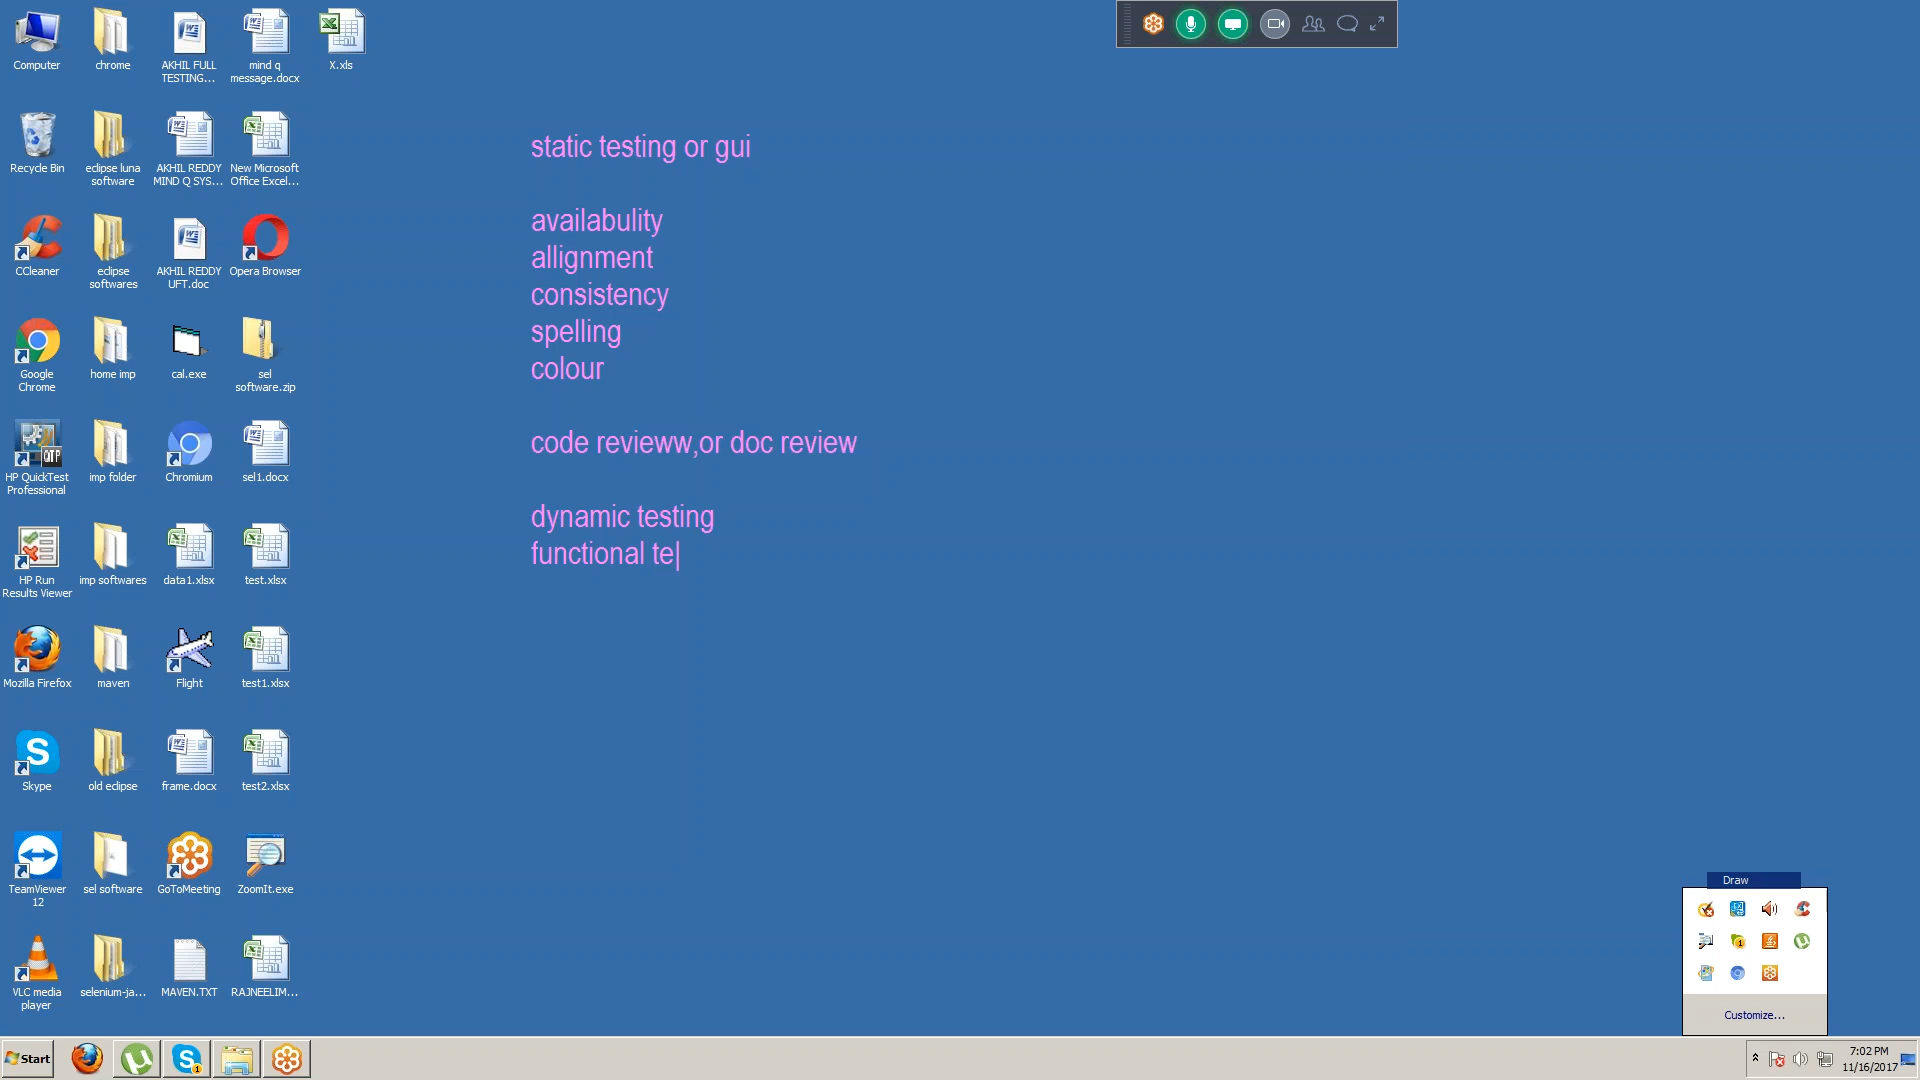 Computer
chrome
AKHIL FULL
TESTING...
mind q
message.docx
X.xls
Recycle Bin
eclipse luna
software
AKHIL REDDY
MIND Q SYS...
New Microsoft
Office Excel...
CCleaner
eclipse
softwares
AKHIL REDDY
UFT.doc
Opera Browser
Google
Chrome
home imp
cal.exe
sel
software.zip
HP QuickTest
Professional
QTP
imp folder
Chromium
sel1.docx
HP Run
Results Viewer
imp softwares
data1.xlsx
test.xlsx
Mozilla Firefox
maven
Flight
test1.xlsx
Skype
old eclipse
frame.docx
test2.xlsx
TeamViewer
12
sel software
GoToMeeting
ZoomIt.exe
VLC media
player
selenium-ja...
MAVEN.TXT
RAJNEELIM...
static testing or gui
availabulity
allignment
consistency
spelling
colour
code revieww,or doc review
dynamic testing
functional te
Draw
Customize...
Start
7:02 PM
11/16/2017